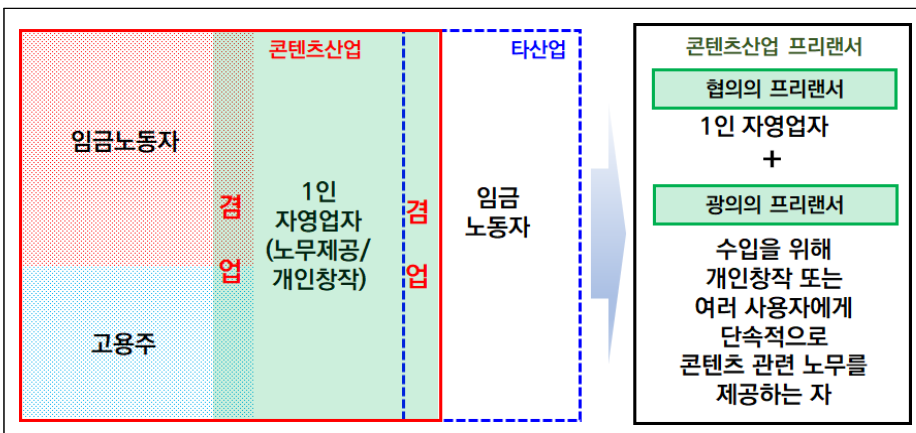 콘텐츠산업
타산업
임금노동자
고용주
겸
업
1인
자영업자
(노무제공/
개인창작)
겸
업
임금
노동자
콘텐츠산업 프리랜서
협의의 프리랜서
1인 자영업자
+
광의의 프리랜서
수입을 위해
개인창작 또는
여러 사용자에게
단속적으로
콘텐츠 관련 노무를
제공하는 자